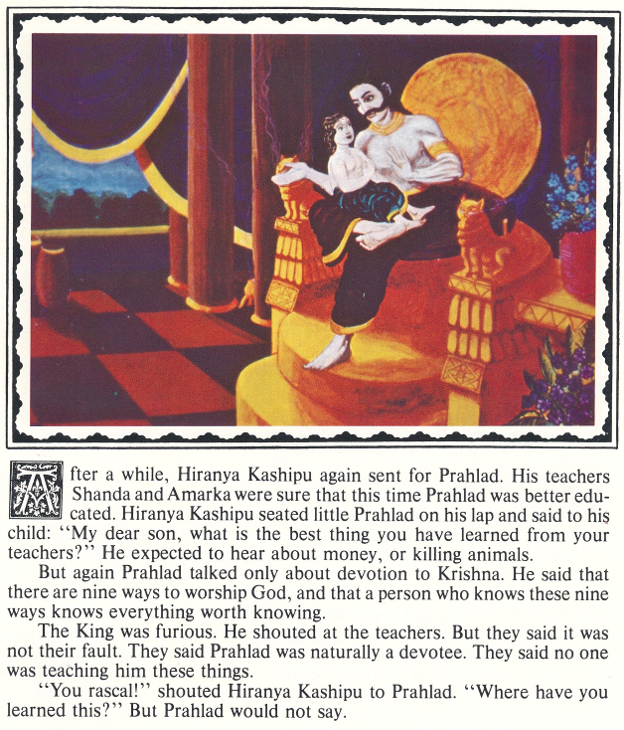 After a while, Hiranya Kashipu again sent for Prahlad. His teachers
Shanda and Amarka were sure that this time Prahlad was better edu-
cated. Hiranya Kashipu seated little Prahlad on his lap and said to his
child: “My dear son, what is the best thing you have learned from your
teachers?” He expected to hear about money, or killing animals.
But again Prahlad talked only about devotion to Krishna. He said that
there are nine ways to worship God, and that a person who knows these nine
ways knows everything worth knowing.
The King was furious. He shouted at the teachers. But they said it was
not their fault. They said Prahlad was naturally a devotee. They said no one
was teaching him these things.
“You rascal!” shouted Hiranya Kashipu to Prahlad. “Where have you
learned this?” But Prahlad would not say.